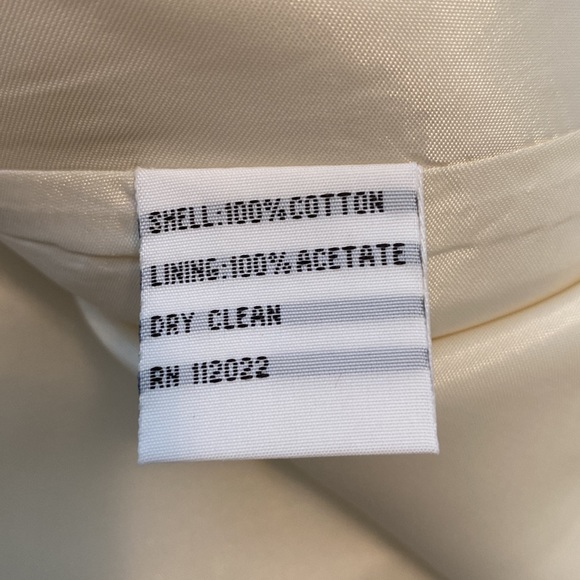 SHELL:100%COTTON
LINING:100% ACETATE
DRY CLEAN
RN 112022